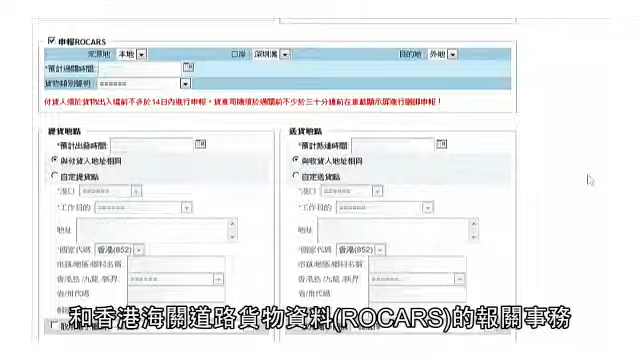 申報ROCARS
來源地: 本地 口岸: 深圳灣 目的地: 外地
*預計過關時間:
貨物類別聲明: ======
付貨人須於貨物出入境前不多於14日內進行申報，貨車司機須於過關前不少於三十分鐘前在車載顯示屏進行捆綁申報！
提貨地點
*預計出發時間:
與付貨人地址相同
自定提貨點
*港口 ======
*工作目的 ======
地址
*國家代碼 香港(852)
市鎮/地區/鄉村名稱
香港島/九龍/新界 ======
省/州代碼
送貨地點
*預計抵達時間:
與收貨人地址相同
自定送貨點
*港口 ======
*工作目的 ======
地址
*國家代碼 香港(852)
市鎮/地區/鄉村名稱
香港島/九龍/新界 ======
省/州代碼
和香港海關道路貨物資料(ROCARS)的報關事務